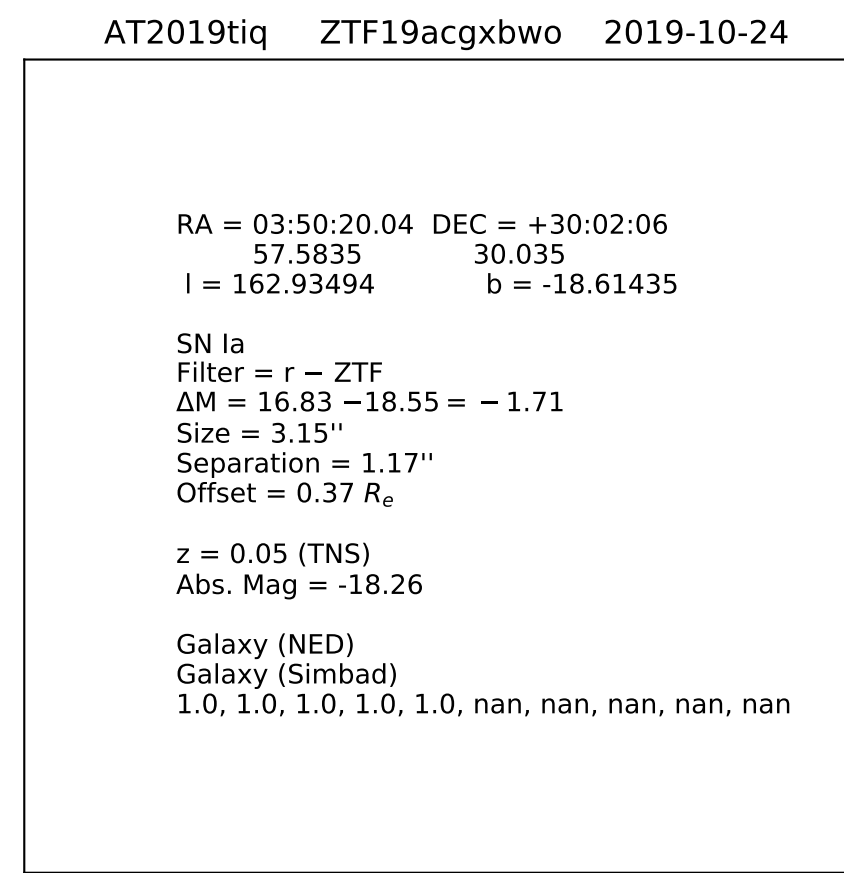 AT2019tiq ZTF19acgxbwo 2019-10-24
RA = 03:50:20.04 DEC = +30:02:06
57.5835 30.035
l = 162.93494 b = -18.61435
SN Ia
Filter = r − ZTF
ΔM = 16.83 −18.55 = − 1.71
Size = 3.15''
Separation = 1.17''
Offset = 0.37 Rₑ
z = 0.05 (TNS)
Abs. Mag = -18.26
Galaxy (NED)
Galaxy (Simbad)
1.0, 1.0, 1.0, 1.0, 1.0, nan, nan, nan, nan, nan